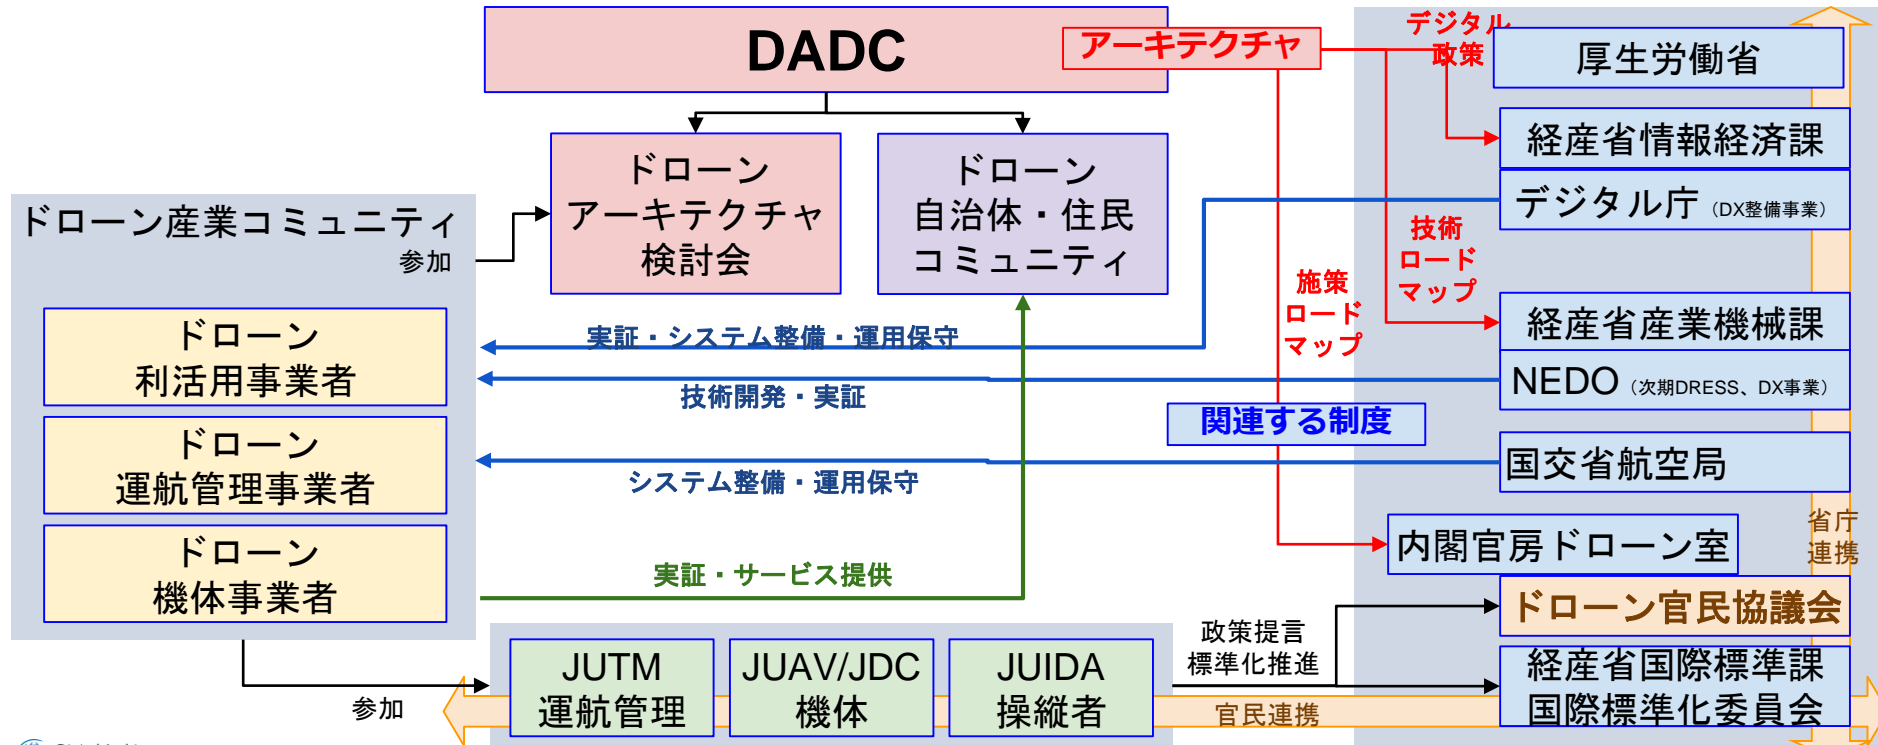 DADC
アーキテクチャ
デジタル
政策
厚生労働省
経産省情報経済課
デジタル庁（DX整備事業）
ドローン
アーキテクチャ
検討会
ドローン
自治体・住民
コミュニティ
ドローン産業コミュニティ
参加
技術
ロード
マップ
施策
ロード
マップ
経産省産業機械課
NEDO（次期DRESS、DX事業）
ドローン
利活用事業者
実証・システム整備・運用保守
技術開発・実証
関連する制度
ドローン
運航管理事業者
システム整備・運用保守
国交省航空局
省庁
連携
内閣官房ドローン室
ドローン
機体事業者
実証・サービス提供
ドローン官民協議会
政策提言
標準化推進
経産省国際標準課
国際標準化委員会
JUTM
運航管理
JUAV/JDC
機体
JUIDA
操縦者
参加
官民連携